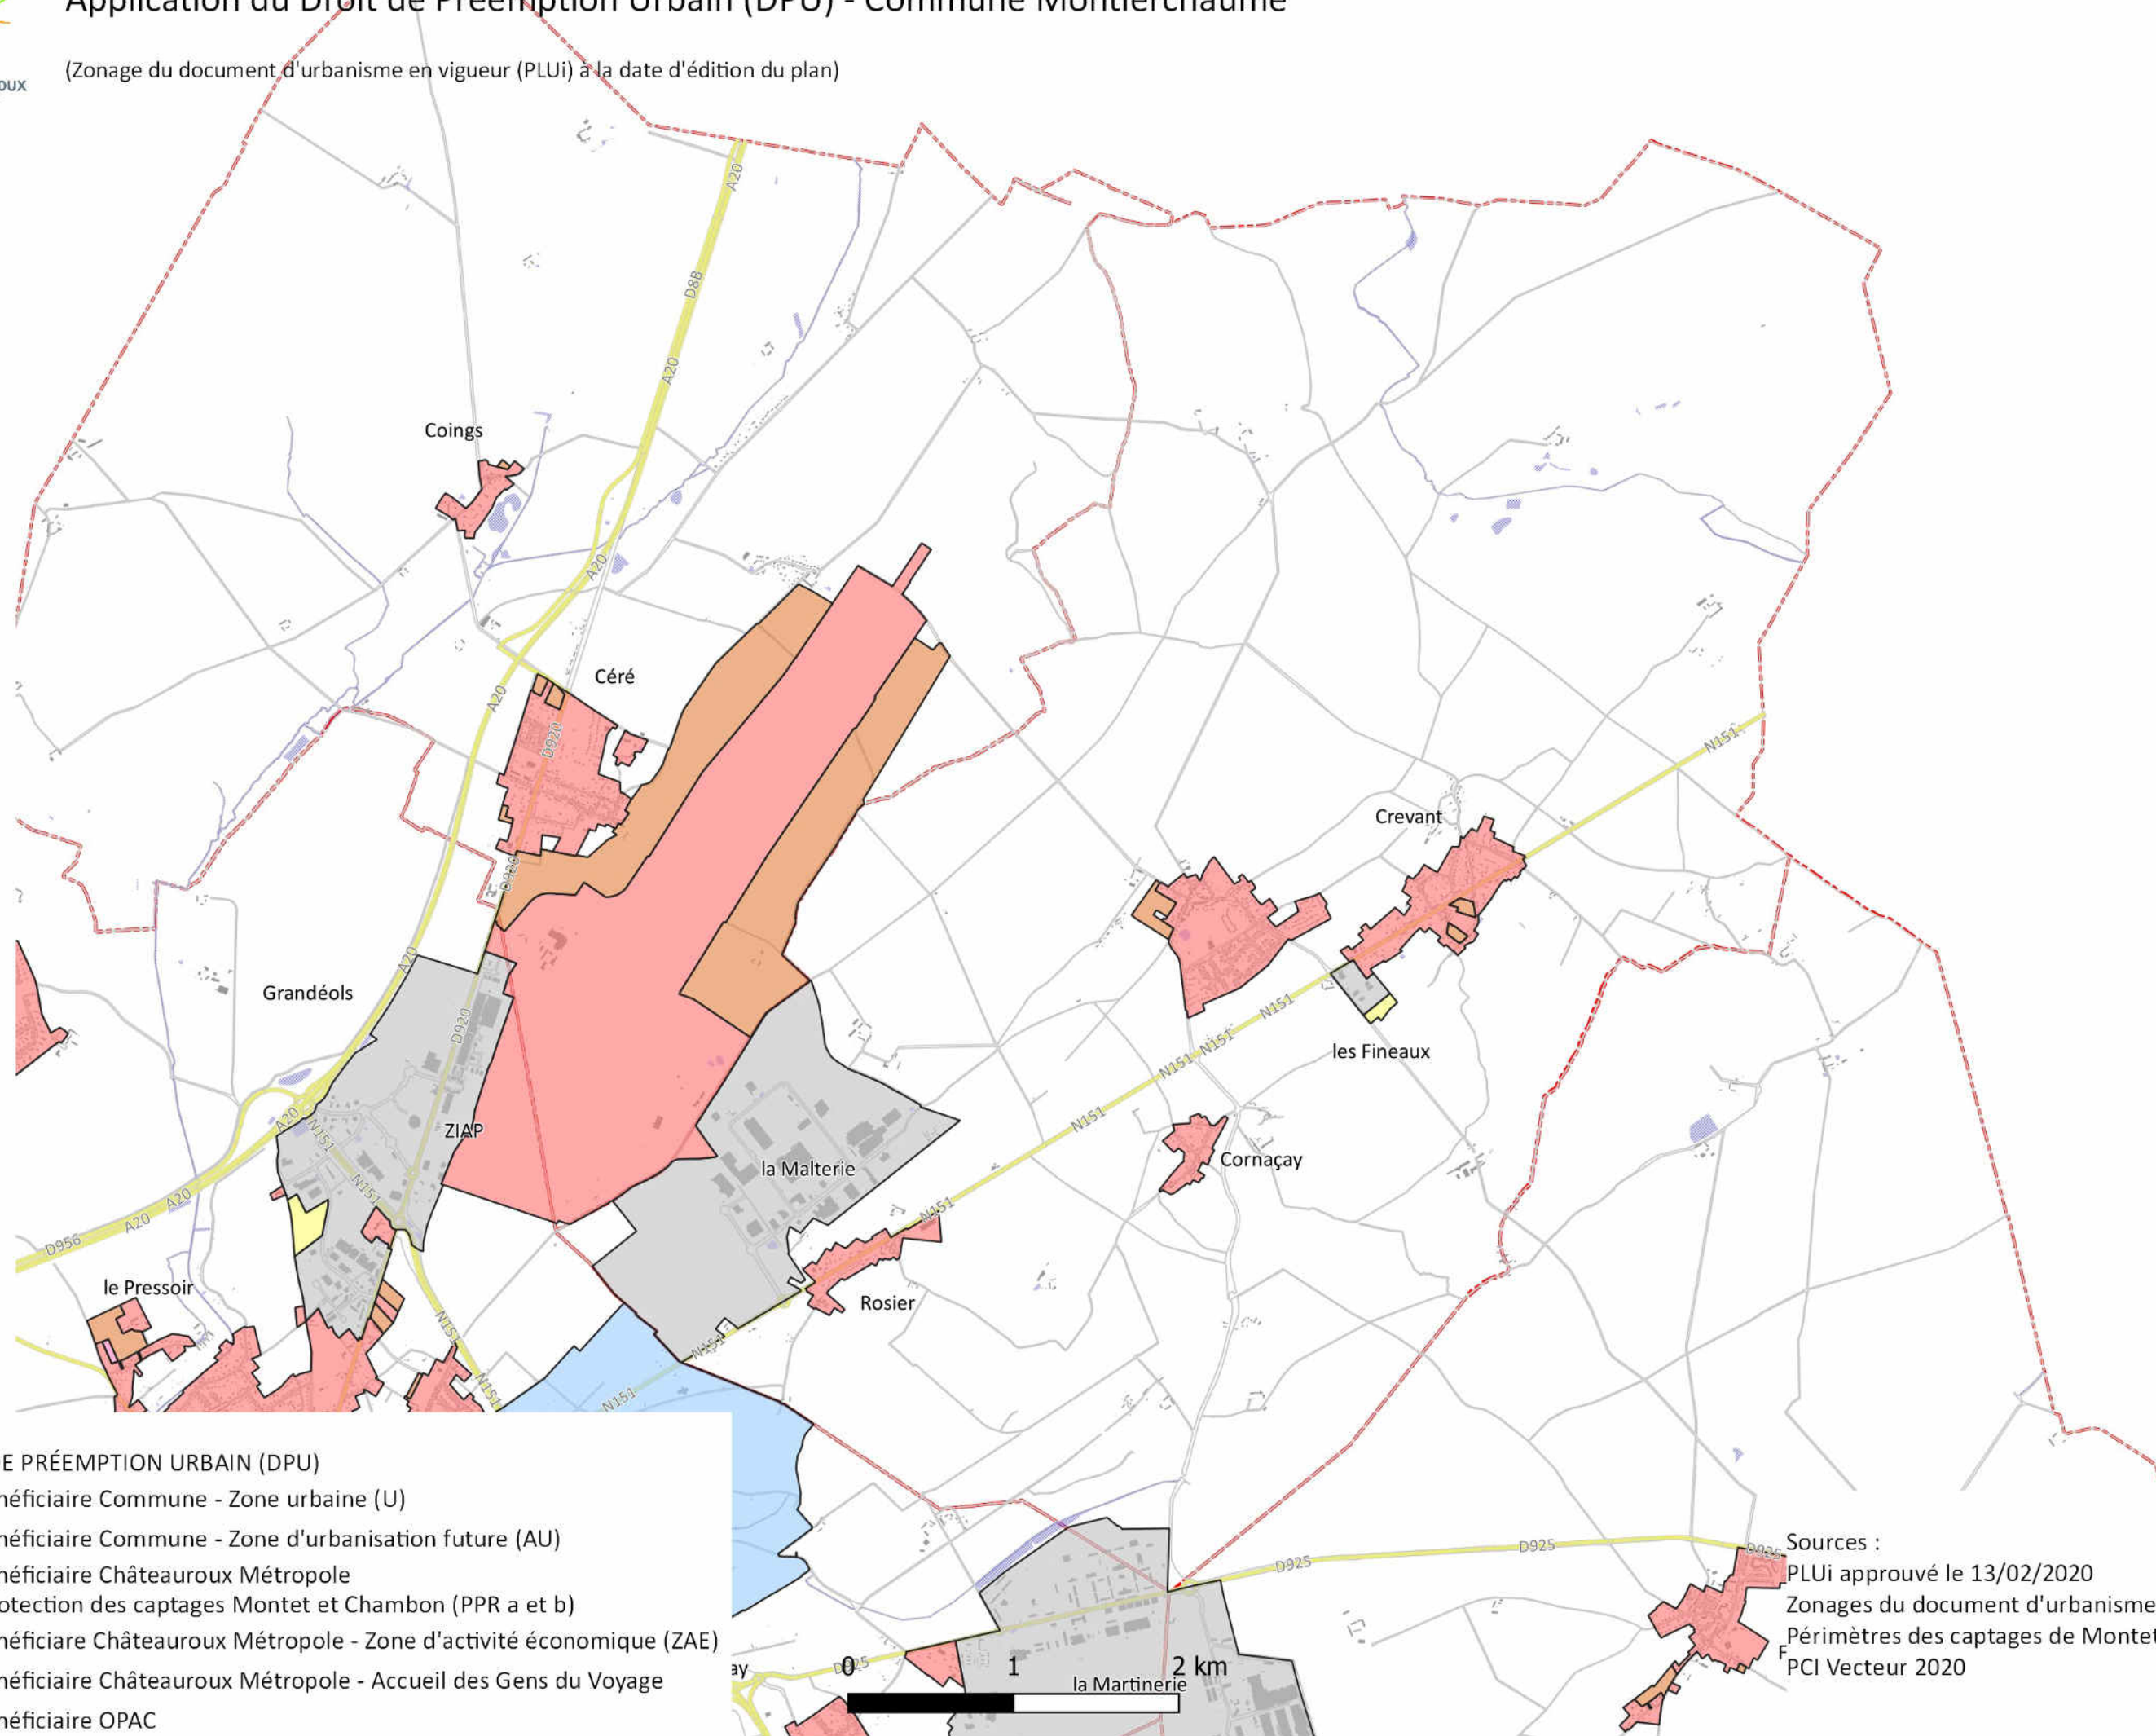 Application du Droit de Préemption Urbain (DPU) - Commune Montierchaume
oux
(Zonage du document d'urbanisme en vigueur (PLUi) à la date d'édition du plan)
A20
D8B
A20
Coings
A20
Céré
A20
D920
N151
Crevant
D920
A20
Grandéols
N151
D920
N151
N151
les Fineaux
A20
N151
N151
ZIAP
Cornaçay
la Malterie
N151
A20
A20
N151
D956
le Pressoir
Rosier
N151
N151
N151
N151
E PRÉEMPTION URBAIN (DPU)
néficiaire Commune - Zone urbaine (U)
néficiaire Commune - Zone d'urbanisation future (AU)
néficiaire Châteauroux Métropole
otection des captages Montet et Chambon (PPR a et b)
néficiare Châteauroux Métropole - Zone d'activité économique (ZAE)
néficiaire Châteauroux Métropole - Accueil des Gens du Voyage
néficiaire OPAC
D925
D925
D925
ay
D925
0 1 2 km
la Martinerie
Sources :
PLUi approuvé le 13/02/2020
Zonages du document d'urbanisme
Périmètres des captages de Montet
F
PCI Vecteur 2020